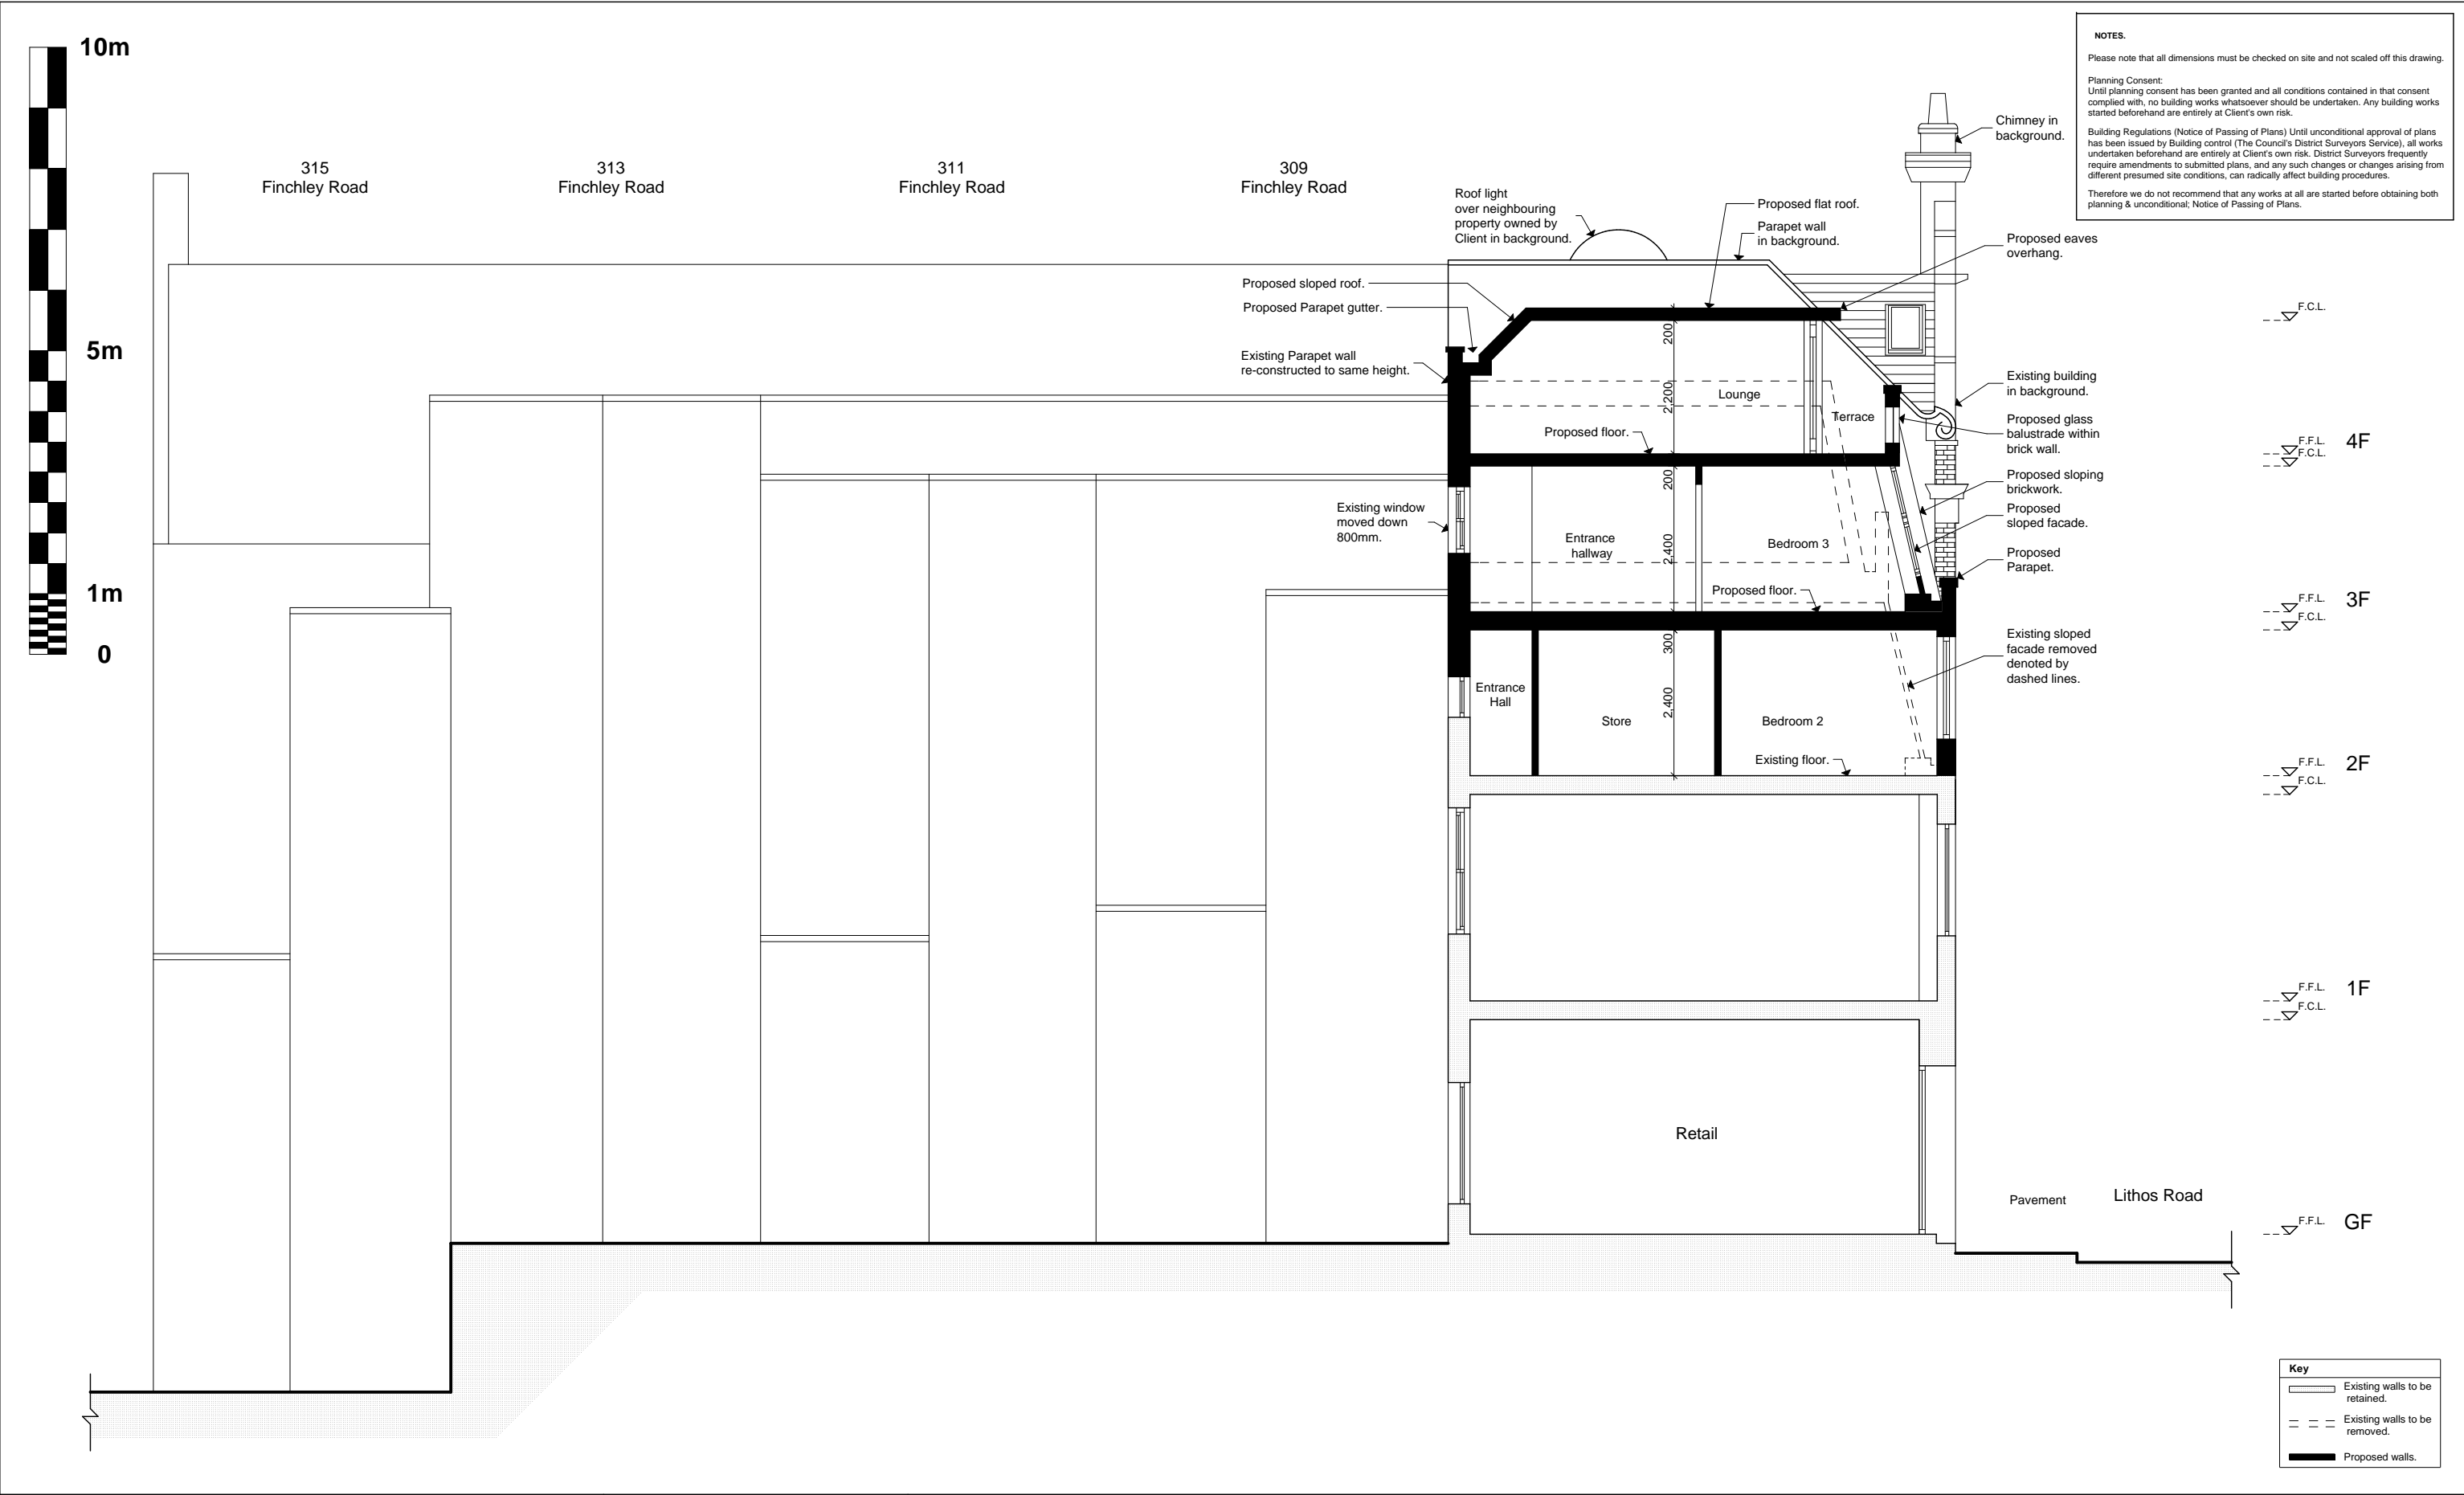 10m
5m
1m
0
315
Finchley Road
313
Finchley Road
311
Finchley Road
309
Finchley Road
NOTES.
Please note that all dimensions must be checked on site and not scaled off this drawing.
Planning Consent:
Until planning consent has been granted and all conditions contained in that consent
complied with, no building works whatsoever should be undertaken. Any building works
started beforehand are entirely at Client's own risk.
Building Regulations (Notice of Passing of Plans) Until unconditional approval of plans
has been issued by Building control (The Council's District Surveyors Service), all works
undertaken beforehand are entirely at Client's own risk. District Surveyors frequently
require amendments to submitted plans, and any such changes or changes arising from
different presumed site conditions, can radically affect building procedures.
Therefore we do not recommend that any works at all are started before obtaining both
planning & unconditional; Notice of Passing of Plans.
Chimney in
background.
Roof light
over neighbouring
property owned by
Client in background.
Proposed flat roof.
Parapet wall
in background.
Proposed eaves
overhang.
Proposed sloped roof.
Proposed Parapet gutter.
Existing Parapet wall
re-constructed to same height.
Existing window
moved down
800mm.
200
2,200
Lounge
Terrace
Proposed floor.
200
2,400
Entrance
hallway
Bedroom 3
Proposed floor.
300
2,400
Entrance
Hall
Store
Bedroom 2
Existing floor.
Retail
Existing building
in background.
Proposed glass
balustrade within
brick wall.
Proposed sloping
brickwork.
Proposed
sloped facade.
Proposed
Parapet.
Existing sloped
facade removed
denoted by
dashed lines.
F.C.L.
F.F.L.
4F
F.C.L.
F.F.L.
3F
F.C.L.
F.F.L.
2F
F.C.L.
F.F.L.
1F
F.C.L.
F.F.L.
GF
Pavement
Lithos Road
Key
Existing walls to be
retained.
Existing walls to be
removed.
Proposed walls.